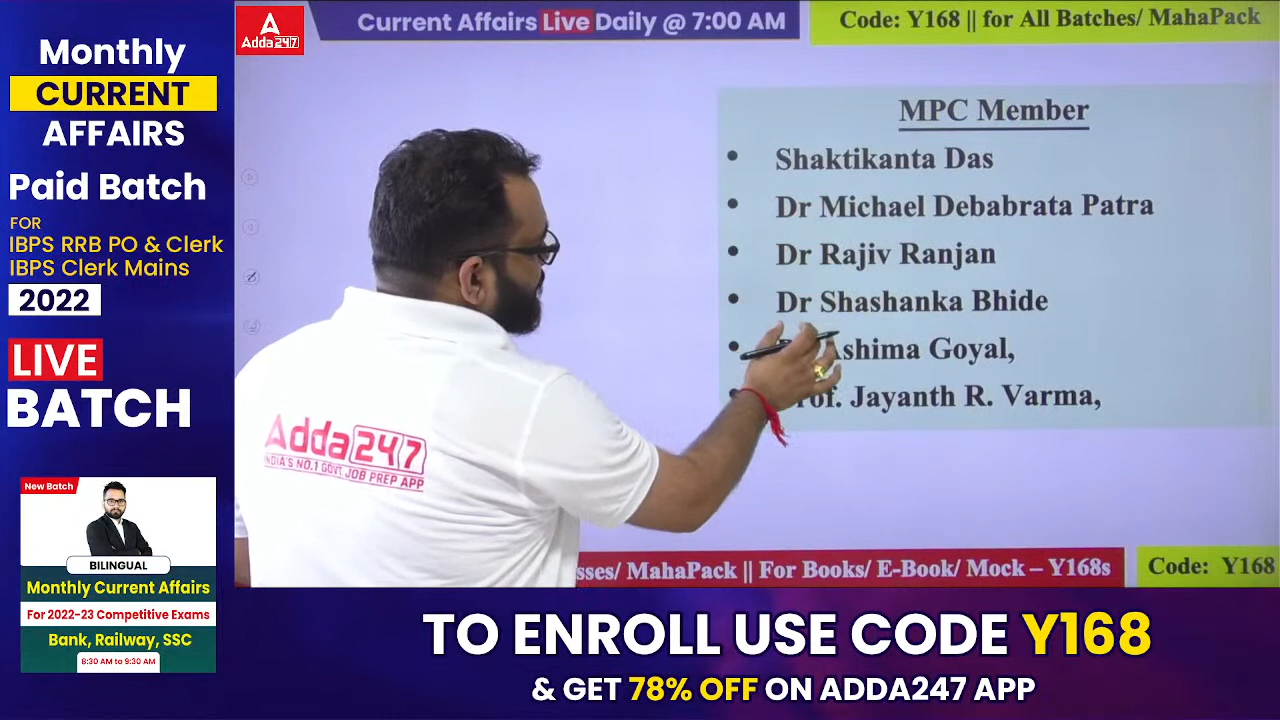 Monthly
CURRENT
AFFAIRS
Paid Batch
FOR
IBPS RRB PO & Clerk
IBPS Clerk Mains
2022
LIVE
BATCH
New Batch
BILINGUAL
Monthly Current Affairs
For 2022-23 Competitive Exams
Bank, Railway, SSC
8:30 AM to 9:30 AM
A
Adda247
Current Affairs Live Daily @ 7:00 AM
Code: Y168 || for All Batches/ MahaPack
MPC Member
• Shaktikanta Das
• Dr Michael Debabrata Patra
• Dr Rajiv Ranjan
• Dr Shashanka Bhide
• shima Goyal,
• rof. Jayanth R. Varma,
Adda247
INDIA'S NO.1 GOVT JOB PREP APP
sses/ MahaPack || For Books/ E-Book/ Mock – Y168s
Code: Y168
TO ENROLL USE CODE Y168
& GET 78% OFF ON ADDA247 APP